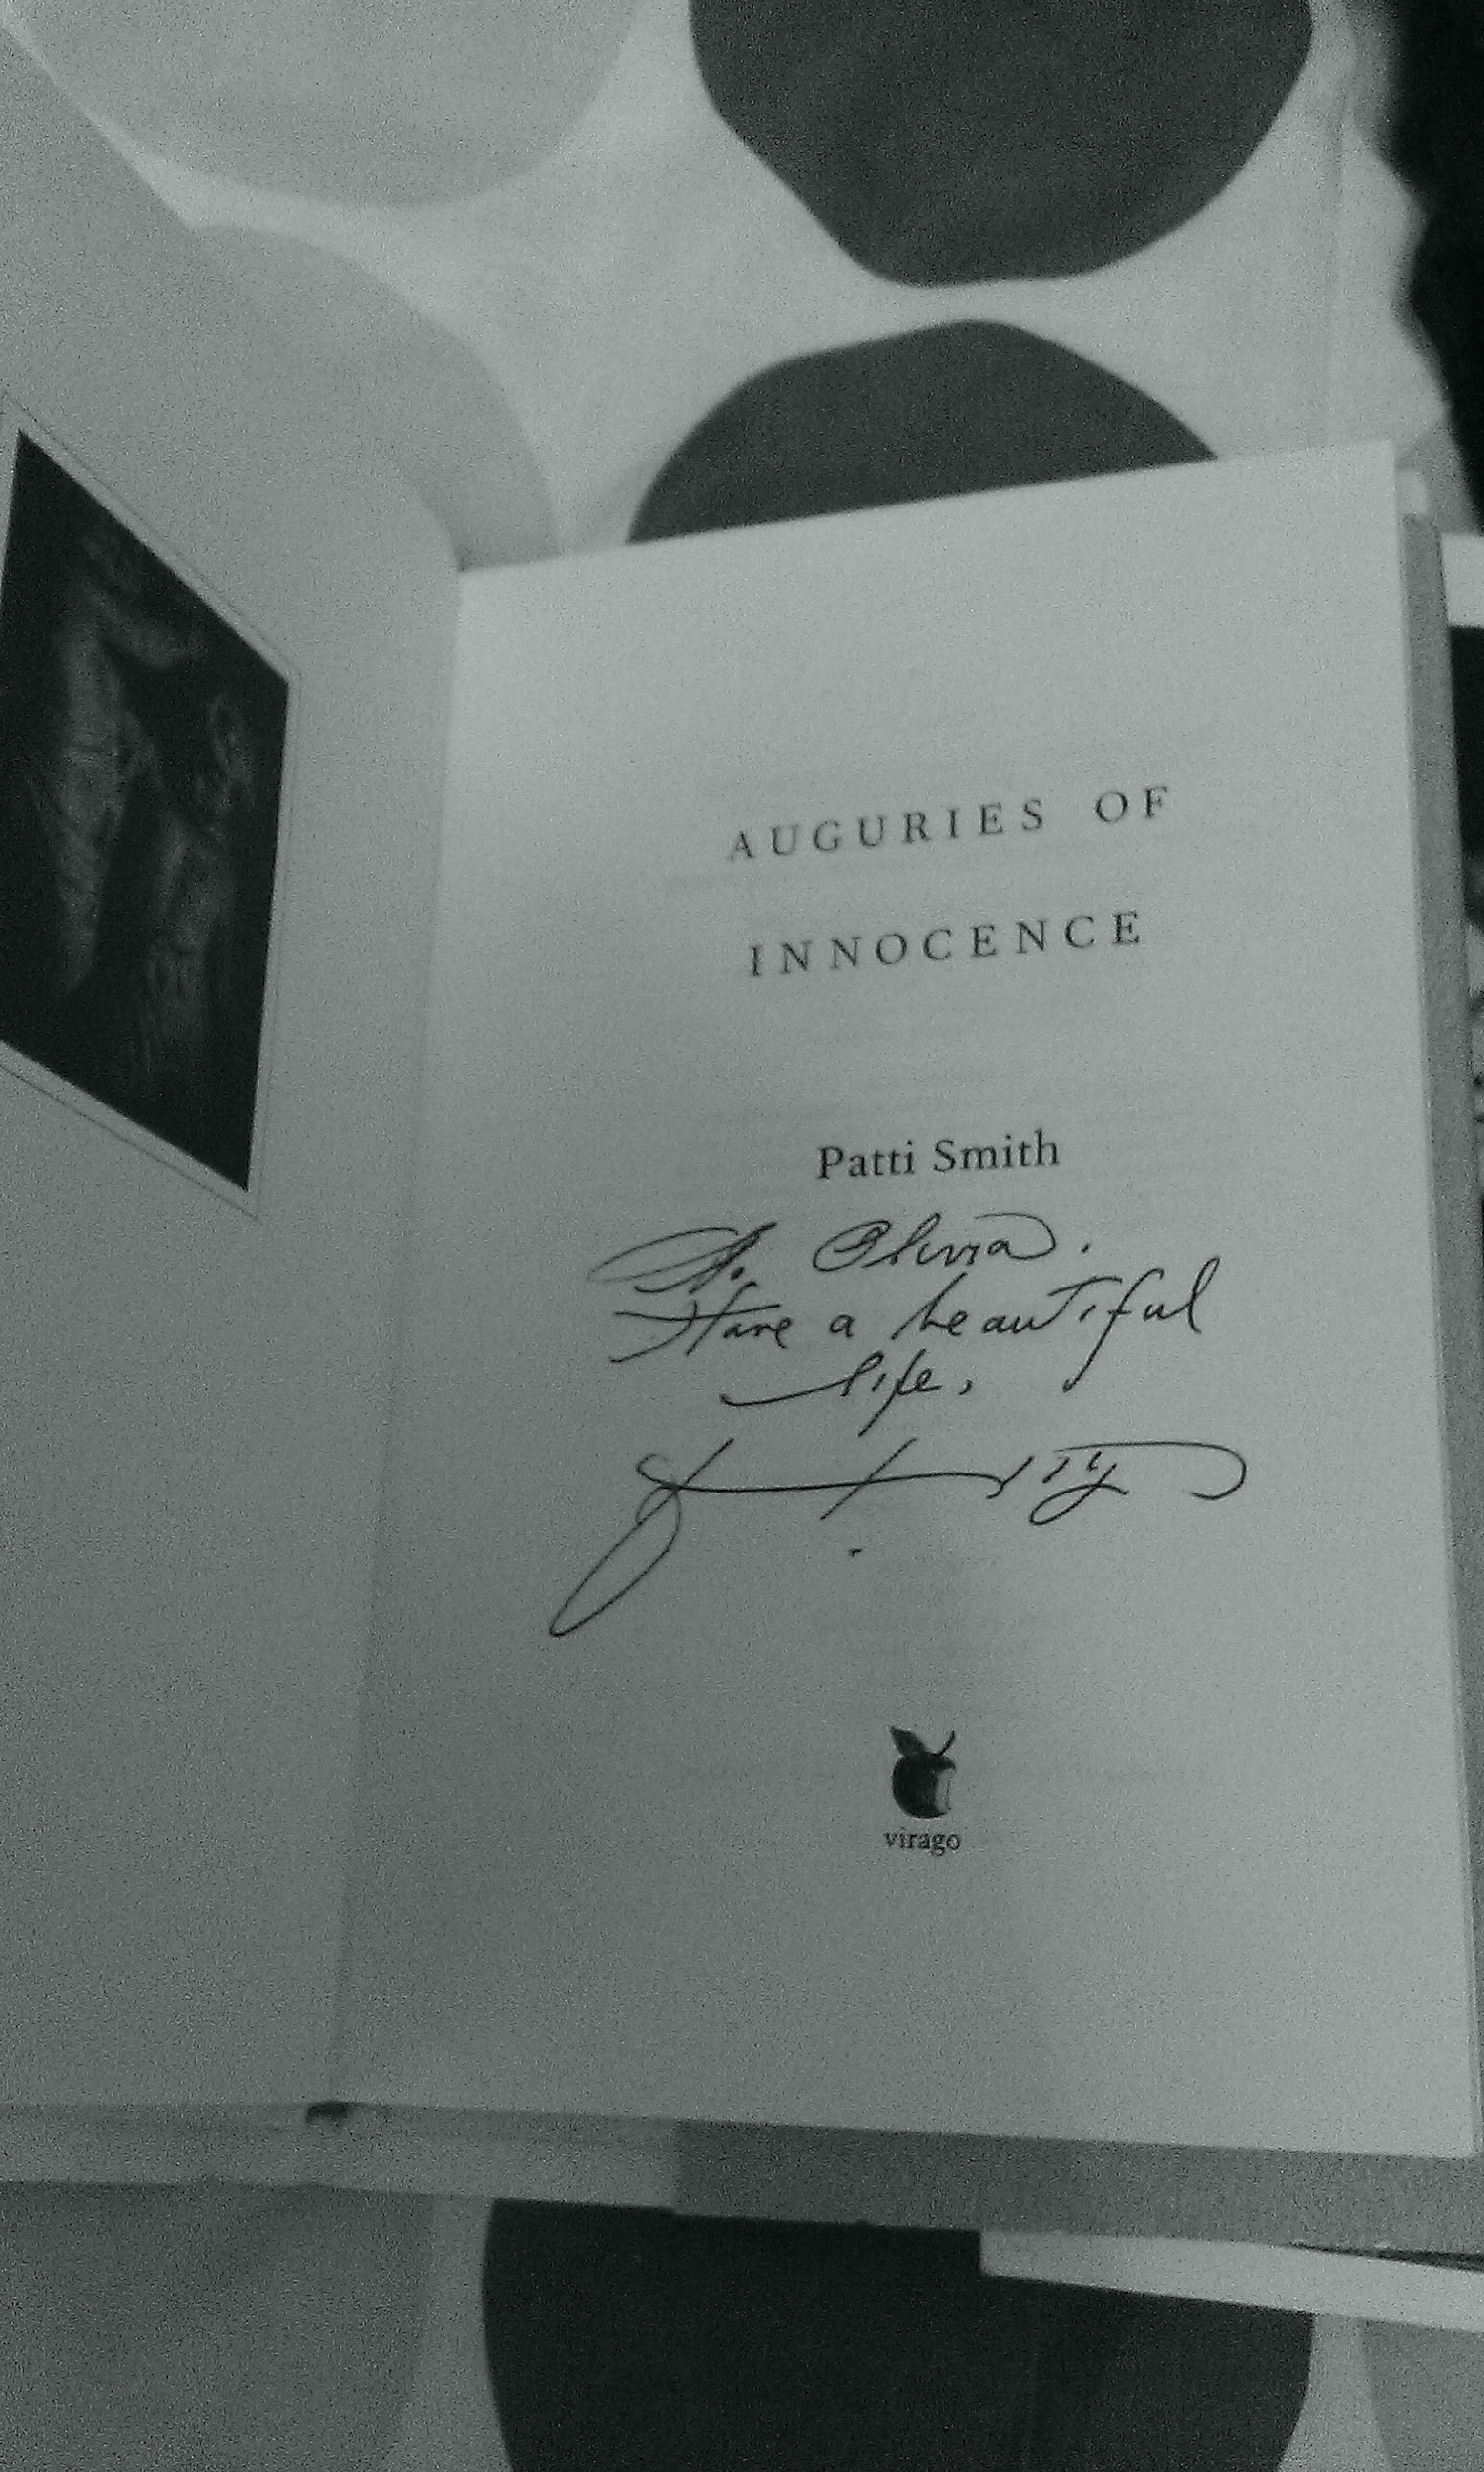 AUGURIES OF
INNOCENCE
Patti Smith
To Olivia.
Have a beautiful
life,
virago